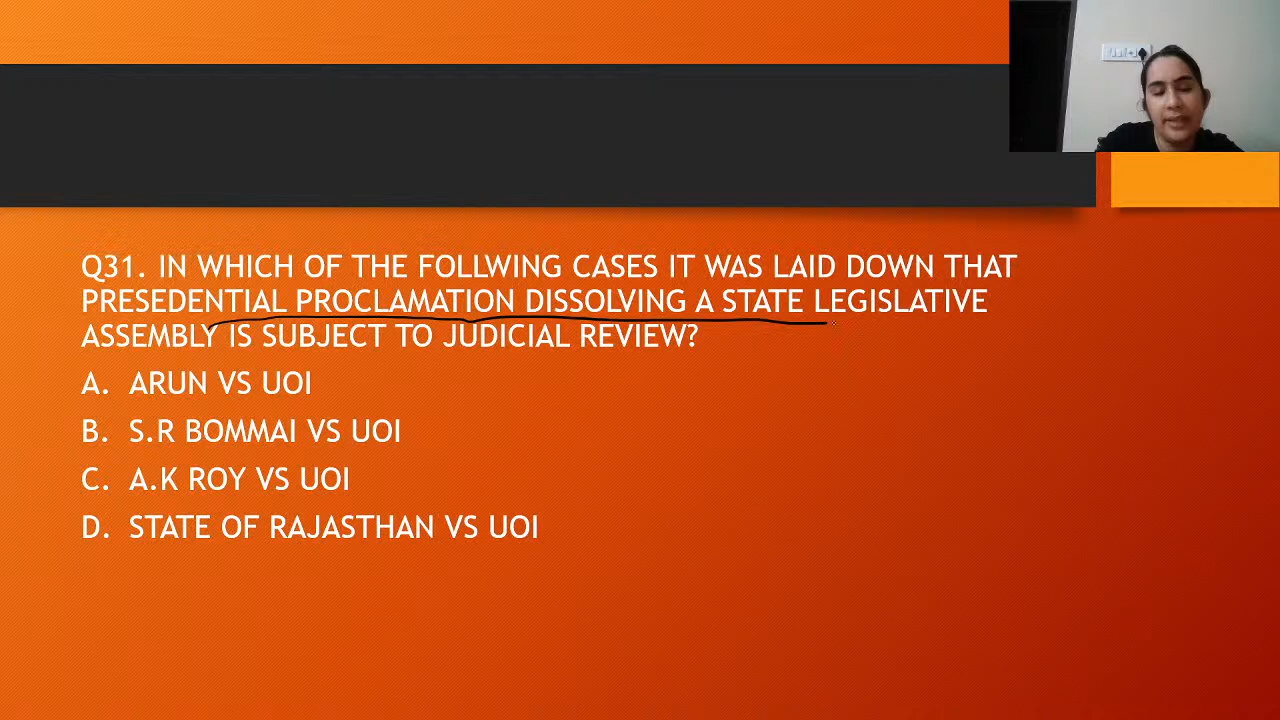 Q31. IN WHICH OF THE FOLLWING CASES IT WAS LAID DOWN THAT
PRESEDENTIAL PROCLAMATION DISSOLVING A STATE LEGISLATIVE
ASSEMBLY IS SUBJECT TO JUDICIAL REVIEW?
A. ARUN VS UOI
B. S.R BOMMAI VS UOI
C. A.K ROY VS UOI
D. STATE OF RAJASTHAN VS UOI